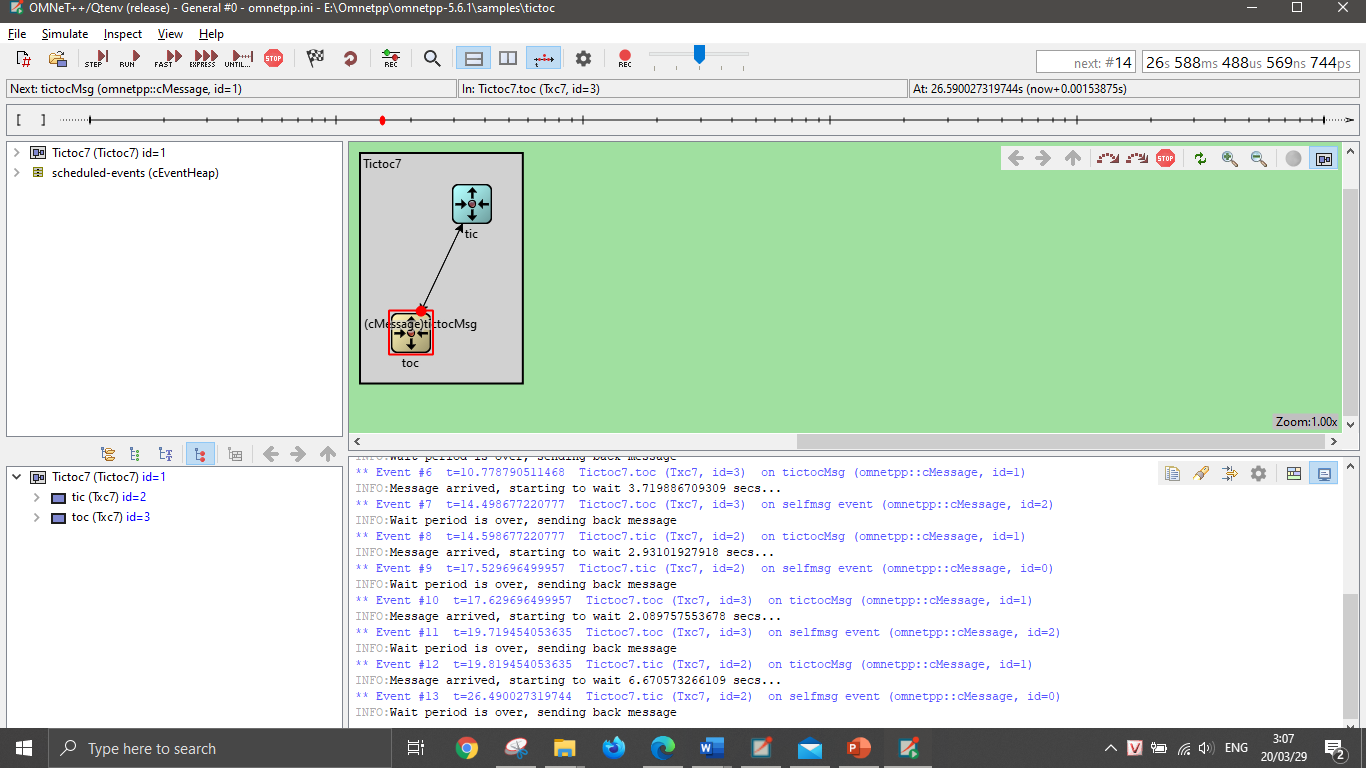 OMNeT++/Qtenv (release) - General #0 - omnetpp.ini - E:\Omnetpp\omnetpp-5.6.1\samples\tictoc
File Simulate Inspect View Help
STEP RUN FAST EXPRESS UNTIL... STOP REC REC next: #14 26s 588ms 488us 569ns 744ps
Next: tictocMsg (omnetpp::cMessage, id=1) In: Tictoc7.toc (Txc7, id=3) At: 26.590027319744s (now+0.00153875s)
Tictoc7 (Tictoc7) id=1
scheduled-events (cEventHeap)
Tictoc7
STOP
tic
(cMessage)tictocMsg
toc
Zoom:1.00x
Tictoc7 (Tictoc7) id=1
tic (Txc7) id=2
toc (Txc7) id=3
INFO:Wait period is over, sending back message
** Event #6 t=10.778790511468 Tictoc7.toc (Txc7, id=3) on tictocMsg (omnetpp::cMessage, id=1)
INFO:Message arrived, starting to wait 3.719886709309 secs...
** Event #7 t=14.498677220777 Tictoc7.toc (Txc7, id=3) on selfmsg event (omnetpp::cMessage, id=2)
INFO:Wait period is over, sending back message
** Event #8 t=14.598677220777 Tictoc7.tic (Txc7, id=2) on tictocMsg (omnetpp::cMessage, id=1)
INFO:Message arrived, starting to wait 2.93101927918 secs...
** Event #9 t=17.529696499957 Tictoc7.tic (Txc7, id=2) on selfmsg event (omnetpp::cMessage, id=0)
INFO:Wait period is over, sending back message
** Event #10 t=17.629696499957 Tictoc7.toc (Txc7, id=3) on tictocMsg (omnetpp::cMessage, id=1)
INFO:Message arrived, starting to wait 2.089757553678 secs...
** Event #11 t=19.719454053635 Tictoc7.toc (Txc7, id=3) on selfmsg event (omnetpp::cMessage, id=2)
INFO:Wait period is over, sending back message
** Event #12 t=19.819454053635 Tictoc7.tic (Txc7, id=2) on tictocMsg (omnetpp::cMessage, id=1)
INFO:Message arrived, starting to wait 6.670573266109 secs...
** Event #13 t=26.490027319744 Tictoc7.tic (Txc7, id=2) on selfmsg event (omnetpp::cMessage, id=0)
INFO:Wait period is over, sending back message
Type here to search
ENG
3:07
20/03/29
2